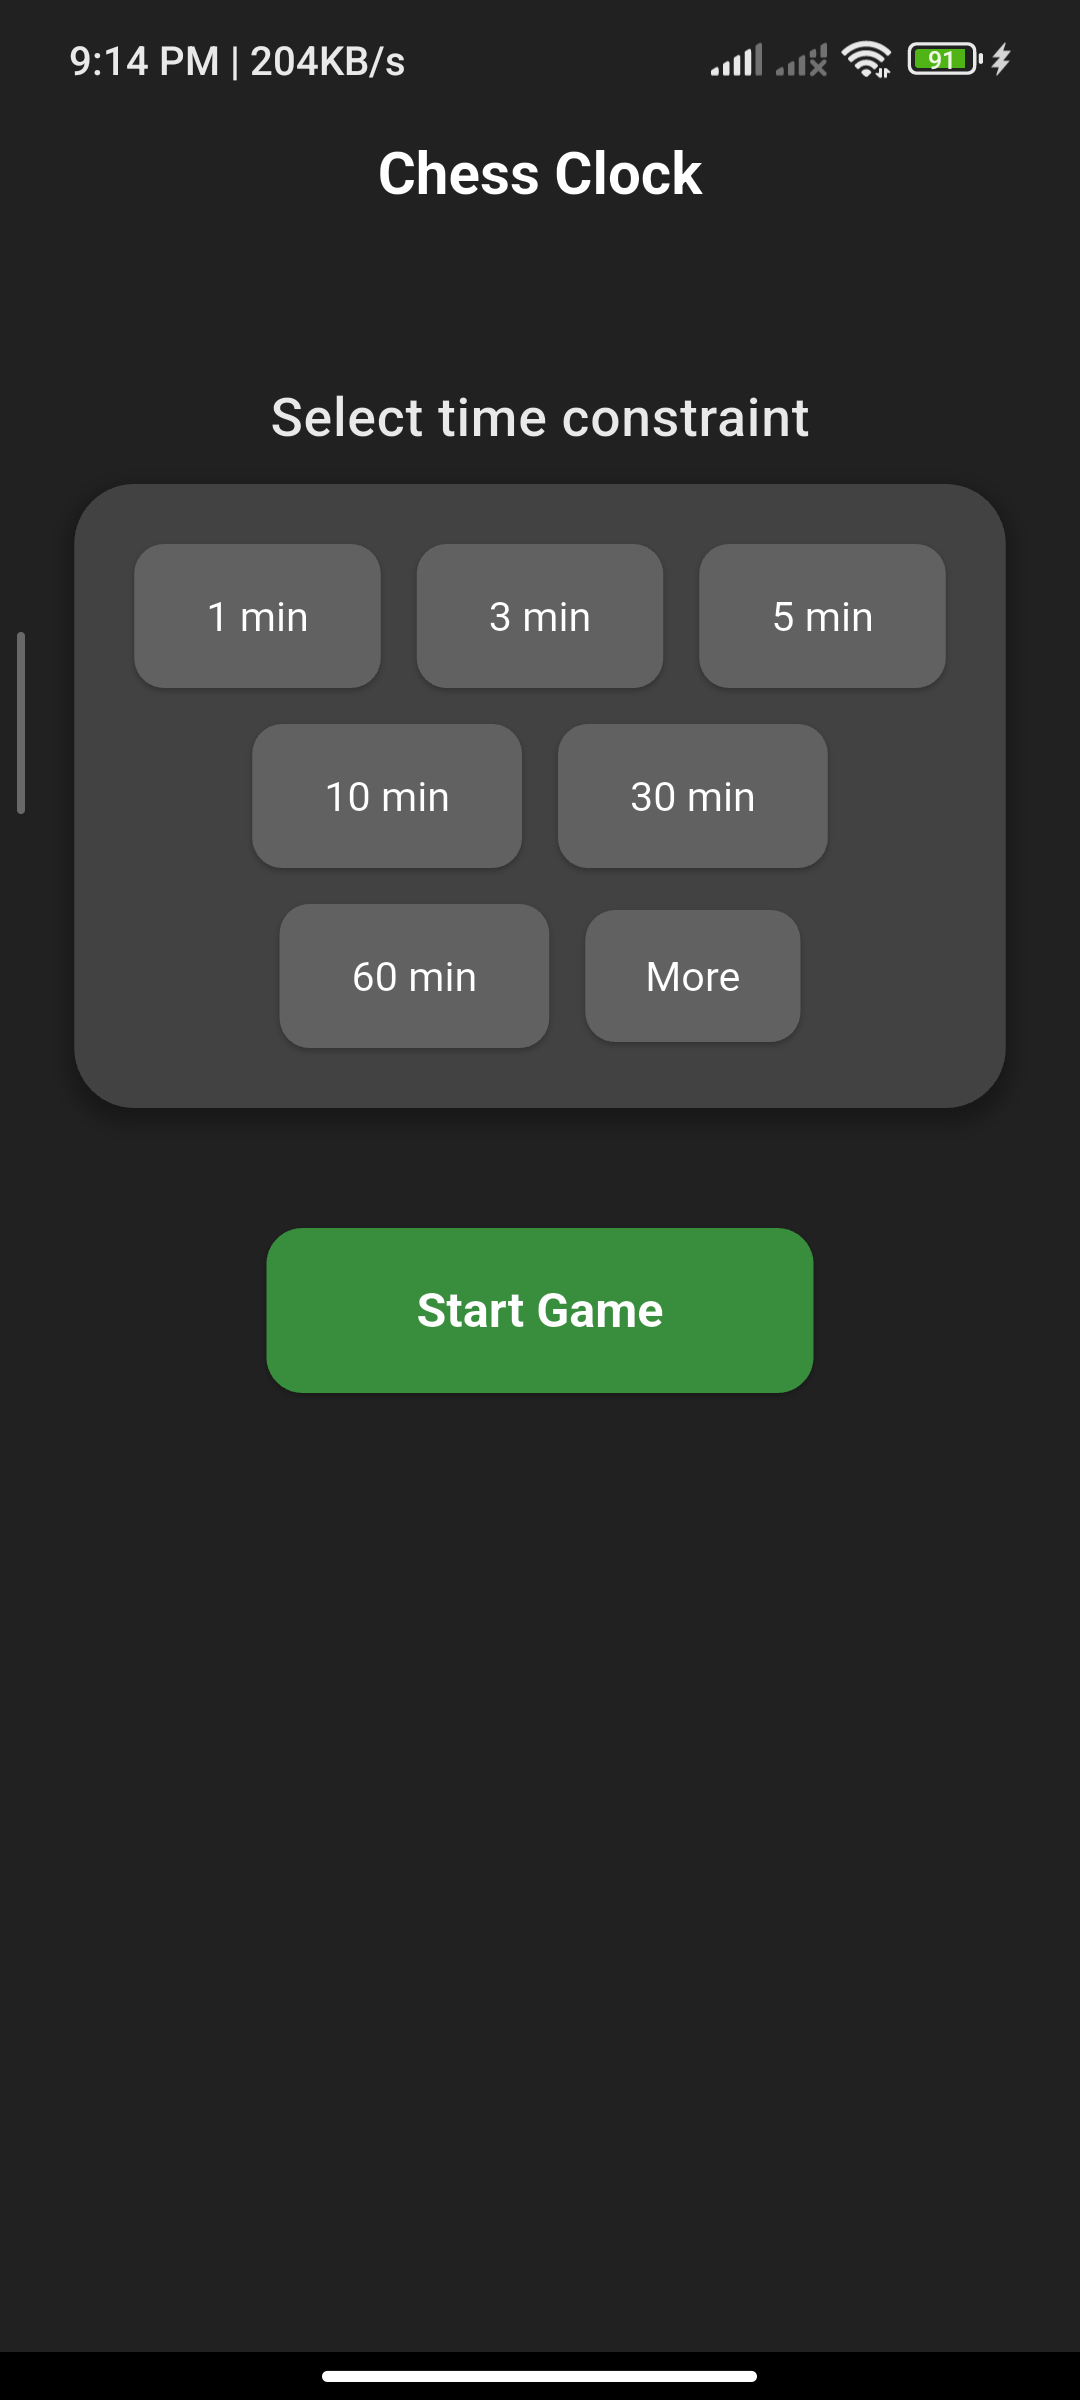 9:14 PM | 204KB/s 91
Chess Clock
Select time constraint
1 min 3 min 5 min
10 min 30 min
60 min More
Start Game